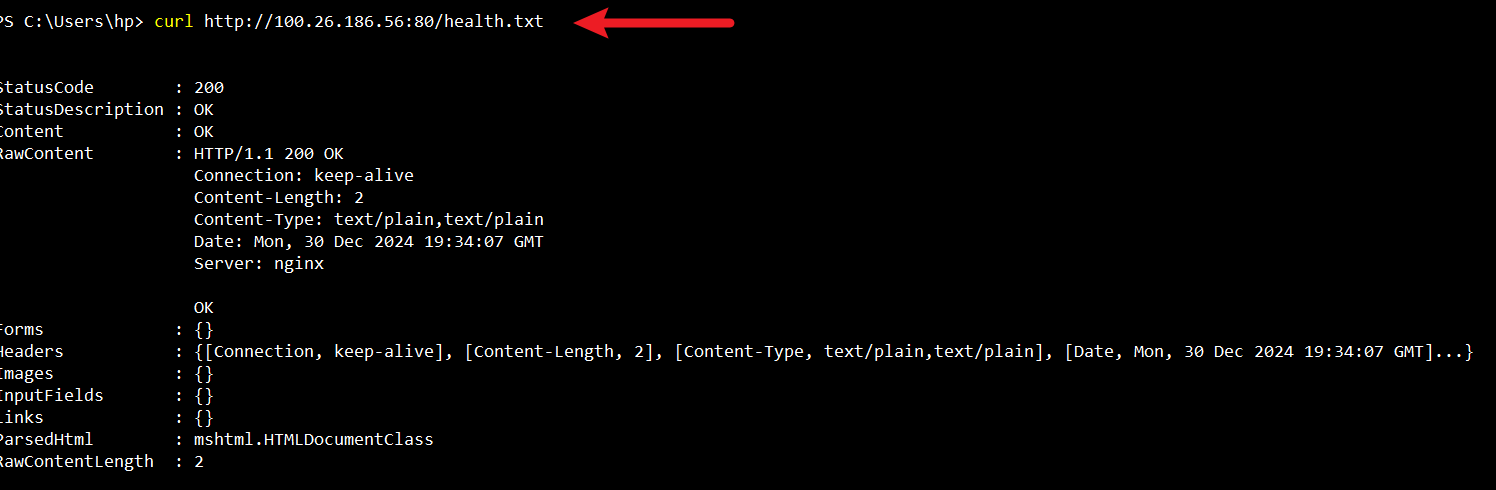 PS C:\Users\hp> curl http://100.26.186.56:80/health.txt
StatusCode : 200
StatusDescription : OK
Content : OK
RawContent : HTTP/1.1 200 OK
Connection: keep-alive
Content-Length: 2
Content-Type: text/plain,text/plain
Date: Mon, 30 Dec 2024 19:34:07 GMT
Server: nginx
OK
Forms : {}
Headers : {[Connection, keep-alive], [Content-Length, 2], [Content-Type, text/plain,text/plain], [Date, Mon, 30 Dec 2024 19:34:07 GMT]...}
Images : {}
InputFields : {}
Links : {}
ParsedHtml : mshtml.HTMLDocumentClass
RawContentLength : 2